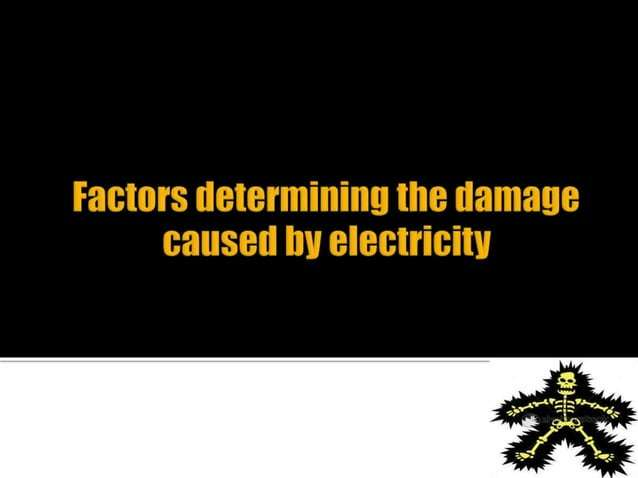 Factors determining the damage
caused by electricity